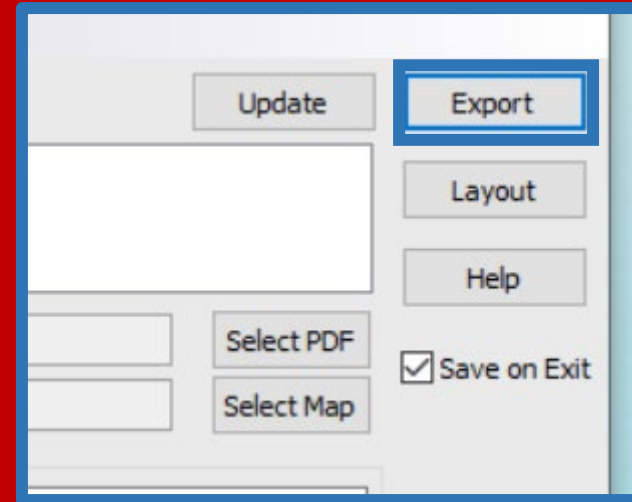 Update Export
Layout
Help
Select PDF
Save on Exit
Select Map